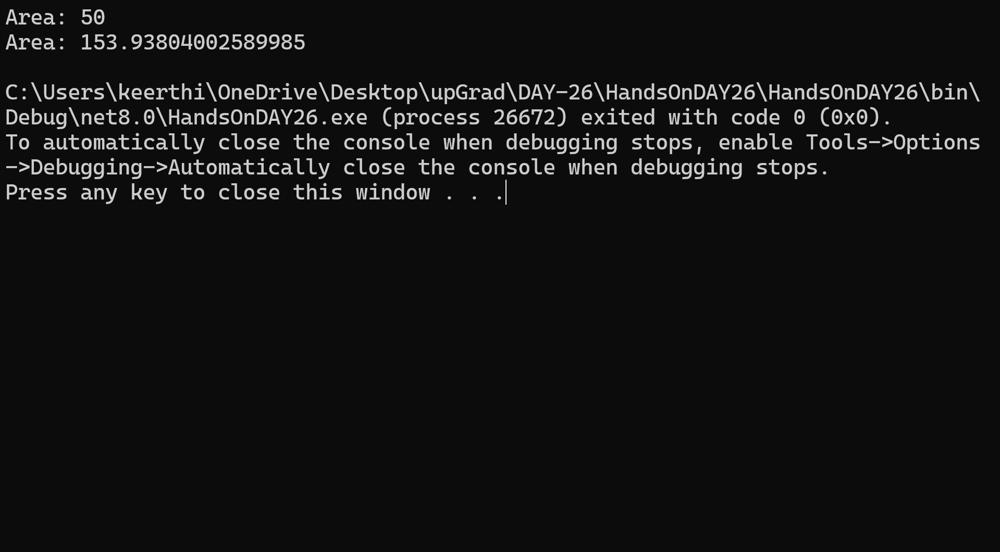 Area: 50
Area: 153.93804002589985
C:\Users\keerthi\OneDrive\Desktop\upGrad\DAY-26\HandsOnDAY26\HandsOnDAY26\bin\
Debug\net8.0\HandsOnDAY26.exe (process 26672) exited with code 0 (0x0).
To automatically close the console when debugging stops, enable Tools->Options
->Debugging->Automatically close the console when debugging stops.
Press any key to close this window . . .